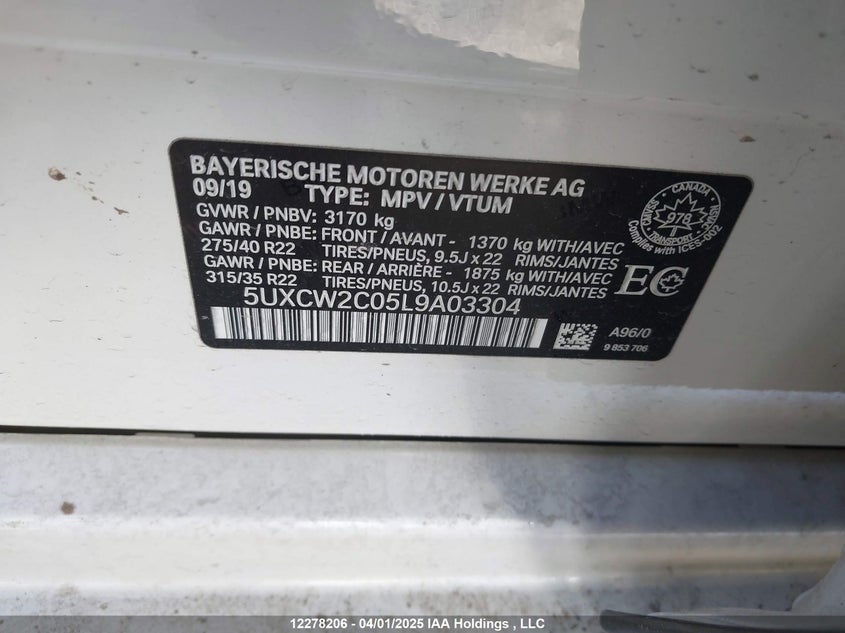 BAYERISCHE MOTOREN WERKE AG
09/19 TYPE: MPV / VTUM
GVWR / PNBV: 3170 kg
GAWR / PNBE: FRONT / AVANT - 1370 kg WITH/AVEC
275/40 R22 TIRES/PNEUS, 9.5J x 22 RIMS/JANTES
GAWR / PNBE: REAR / ARRIÈRE - 1875 kg WITH/AVEC
315/35 R22 TIRES/PNEUS, 10.5J x 22 RIMS/JANTES
5UXCW2C05L9A03304
CANADA
978
TRANSPORT
Complies with ICES-002
EC
A96/0
9 853 706
12278206 - 04/01/2025 IAA Holdings , LLC